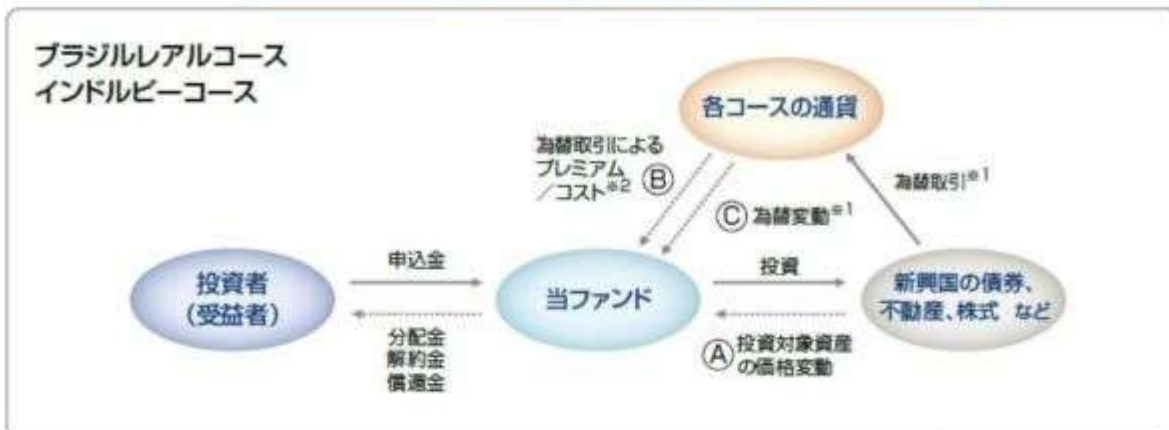 ブラジルレアルコース
インドルピーコース
各コースの通貨
為替取引による
プレミアム
／コスト※2
Ⓑ
Ⓒ 為替変動※1
為替取引※1
投資者
（受益者）
申込金
分配金
解約金
償還金
当ファンド
投資
Ⓐ 投資対象資産
の価格変動
新興国の債券、
不動産、株式 など